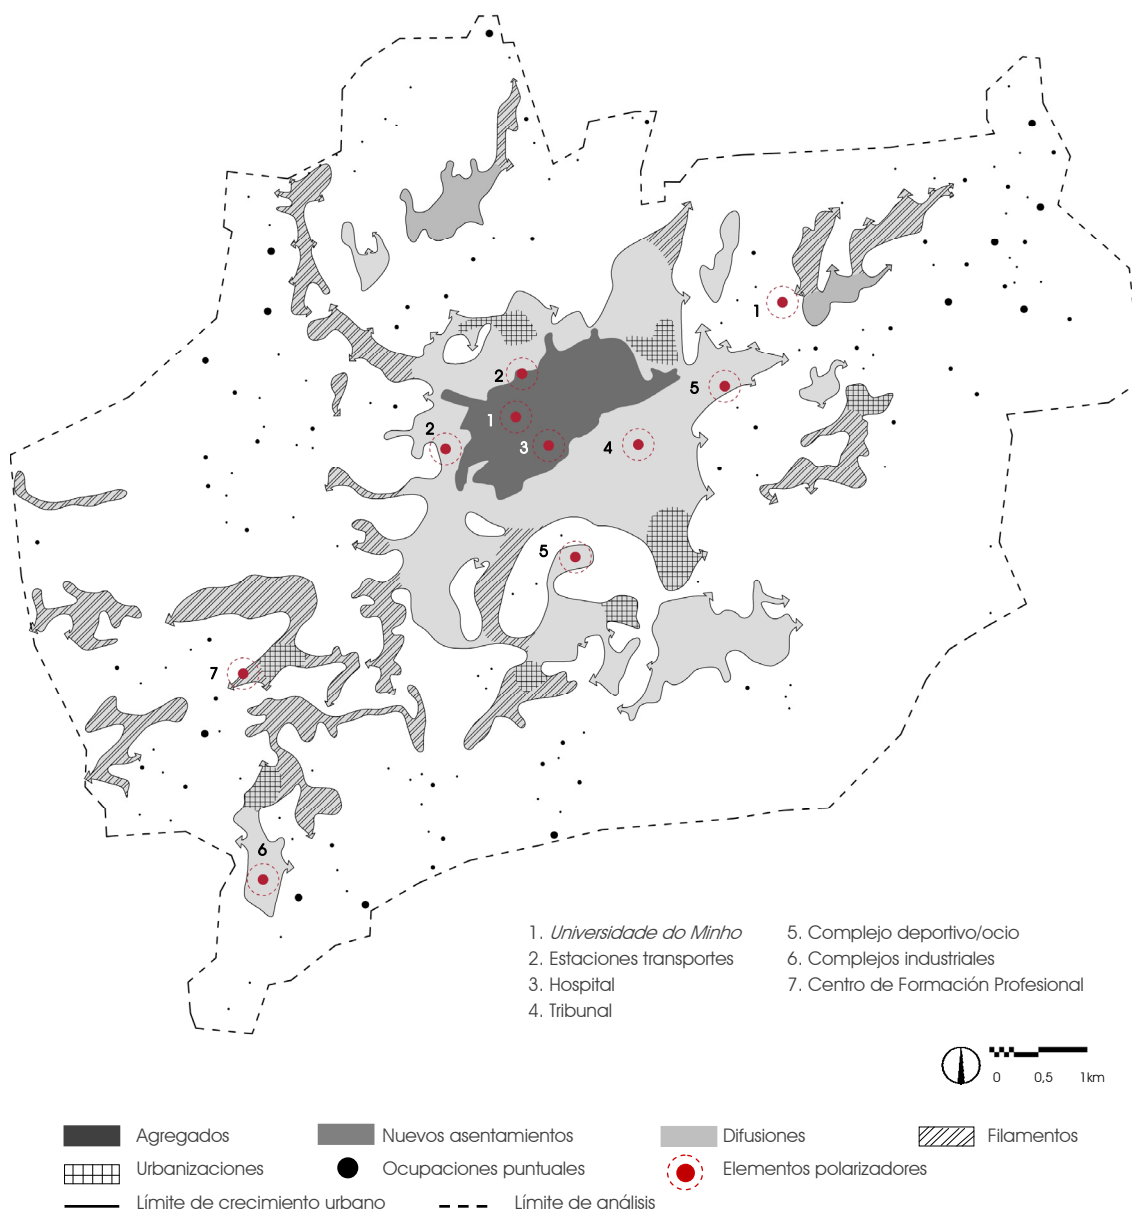 1
2
5
1
2
3
4
5
7
6
1. Universidade do Minho
2. Estaciones transportes
3. Hospital
4. Tribunal
5. Complejo deportivo/ocio
6. Complejos industriales
7. Centro de Formación Profesional
0 0,5 1km
Agregados Nuevos asentamientos Difusiones Filamentos
Urbanizaciones Ocupaciones puntuales Elementos polarizadores
Límite de crecimiento urbano Límite de análisis